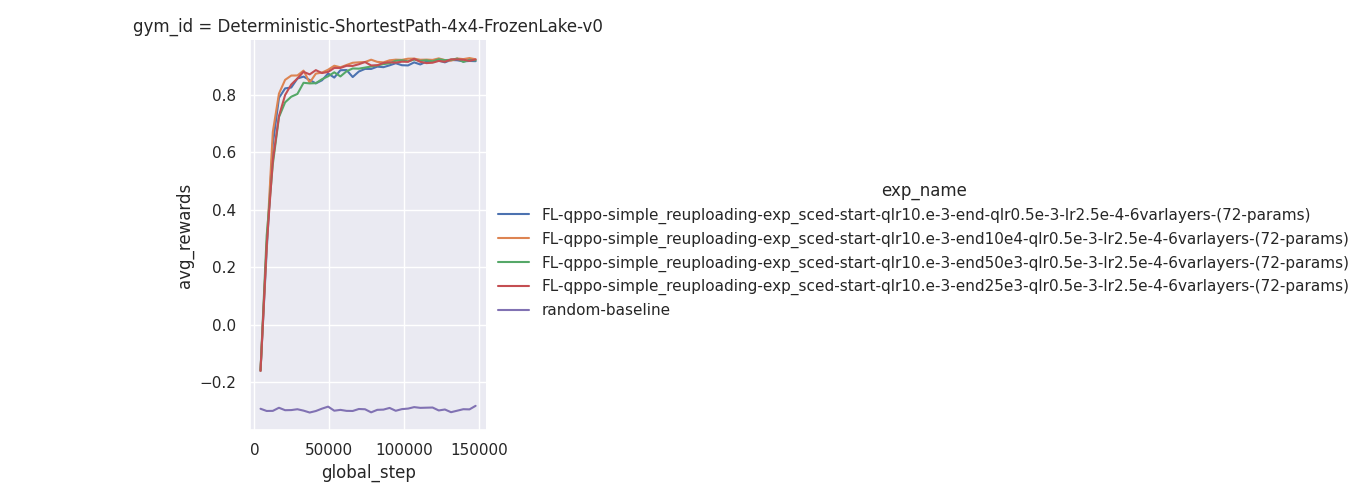 gym_id = Deterministic-ShortestPath-4x4-FrozenLake-v0
0.8
0.6
0.4
0.2
0.0
−0.2
avg_rewards
0 50000 100000 150000
global_step
exp_name
FL-qppo-simple_reuploading-exp_sced-start-qlr10.e-3-end-qlr0.5e-3-lr2.5e-4-6varlayers-(72-params)
FL-qppo-simple_reuploading-exp_sced-start-qlr10.e-3-end10e4-qlr0.5e-3-lr2.5e-4-6varlayers-(72-params)
FL-qppo-simple_reuploading-exp_sced-start-qlr10.e-3-end50e3-qlr0.5e-3-lr2.5e-4-6varlayers-(72-params)
FL-qppo-simple_reuploading-exp_sced-start-qlr10.e-3-end25e3-qlr0.5e-3-lr2.5e-4-6varlayers-(72-params)
random-baseline